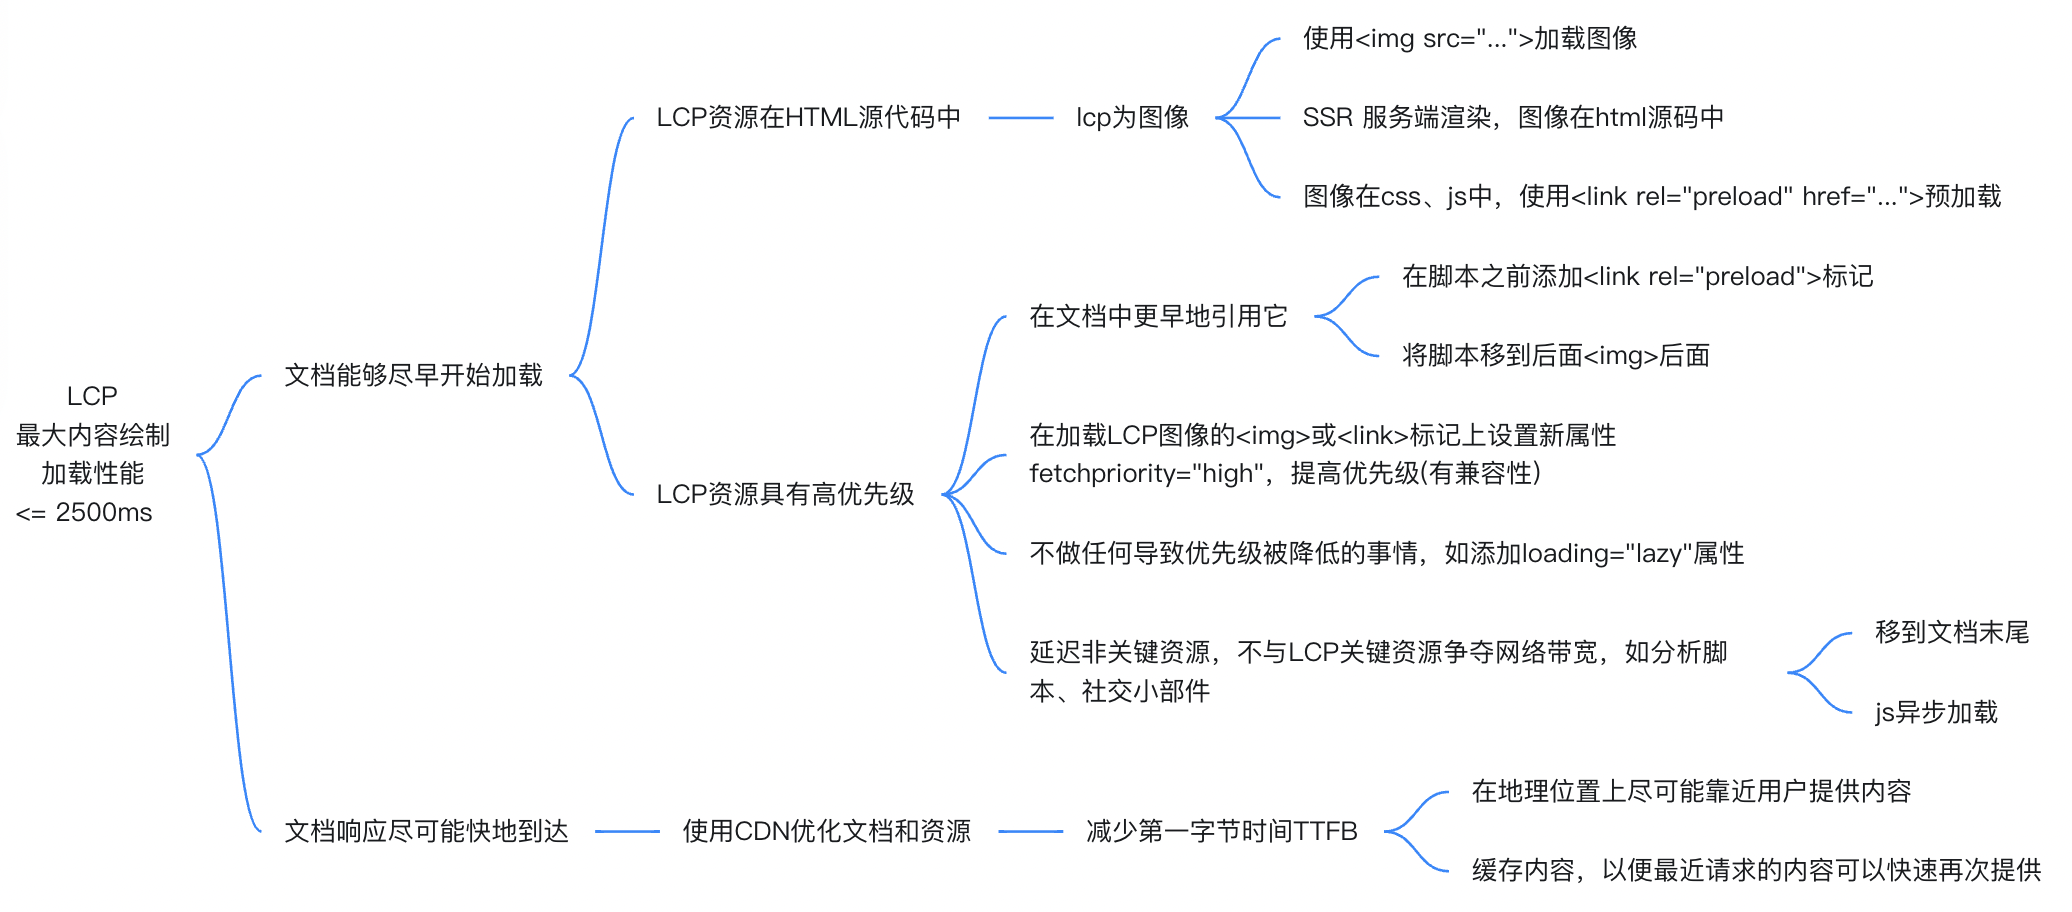 LCP
最大内容绘制
加载性能
<= 2500ms
文档能够尽早开始加载
LCP资源在HTML源代码中
lcp为图像
使用<img src="...">加载图像
SSR 服务端渲染，图像在html源码中
图像在css、js中，使用<link rel="preload" href="...">预加载
LCP资源具有高优先级
在文档中更早地引用它
在脚本之前添加<link rel="preload">标记
将脚本移到后面<img>后面
在加载LCP图像的<img>或<link>标记上设置新属性
fetchpriority="high"，提高优先级(有兼容性)
不做任何导致优先级被降低的事情，如添加loading="lazy"属性
延迟非关键资源，不与LCP关键资源争夺网络带宽，如分析脚
本、社交小部件
移到文档末尾
js异步加载
文档响应尽可能快地到达
使用CDN优化文档和资源
减少第一字节时间TTFB
在地理位置上尽可能靠近用户提供内容
缓存内容，以便最近请求的内容可以快速再次提供